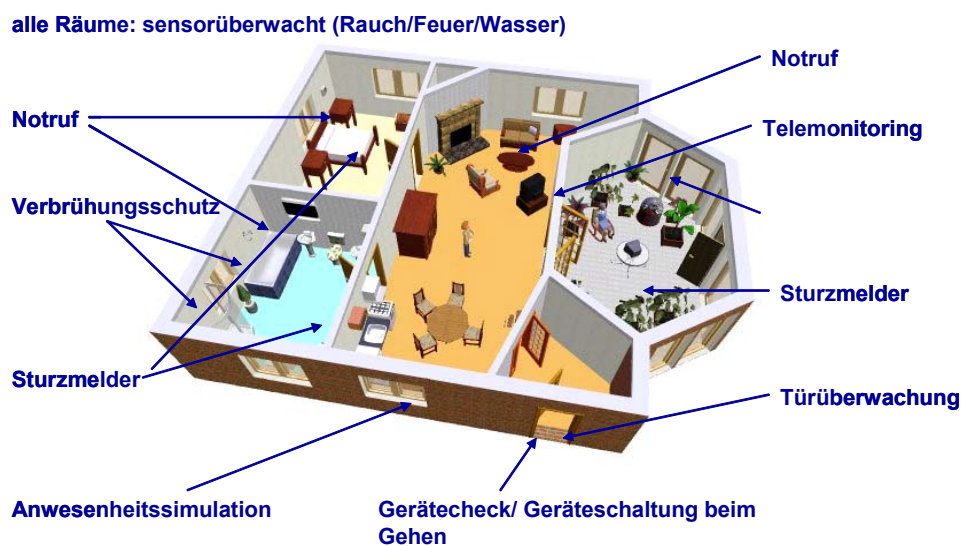 alle Räume: sensorüberwacht (Rauch/Feuer/Wasser)
Notruf
Notruf
Telemonitoring
Verbrühungsschutz
Sturzmelder
Sturzmelder
Türüberwachung
Anwesenheitssimulation
Gerätecheck/ Geräteschaltung beim
Gehen